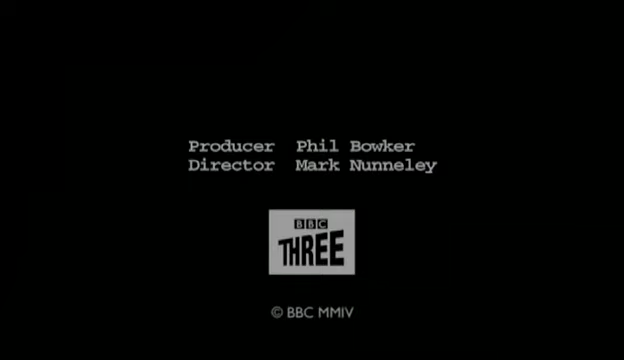 Producer Phil Bowker
Director Mark Nunneley
BBC
THREE
© BBC MMIV